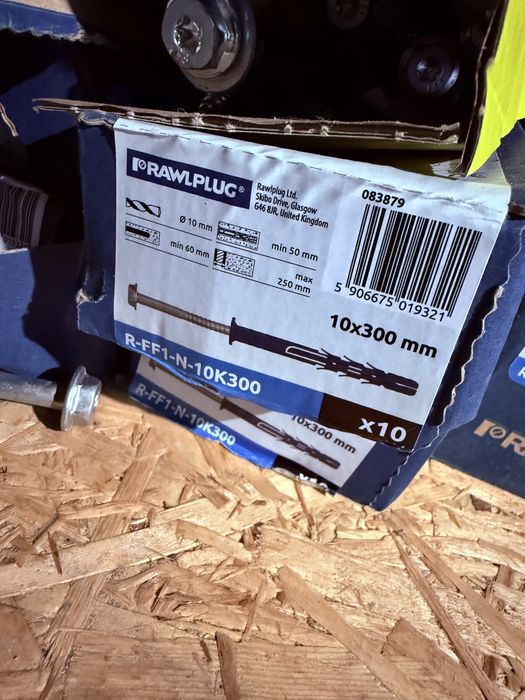 RAWLPLUG®
Rawlplug Ltd.
Skibo Drive, Glasgow
G46 8JR, United Kingdom
083879
Ø 10 mm
min 50 mm
min 60 mm
max
250 mm
5 906675 019321
10x300 mm
R-FF1-N-10K300
x10
R-FF1-N-10K300
10x300 mm